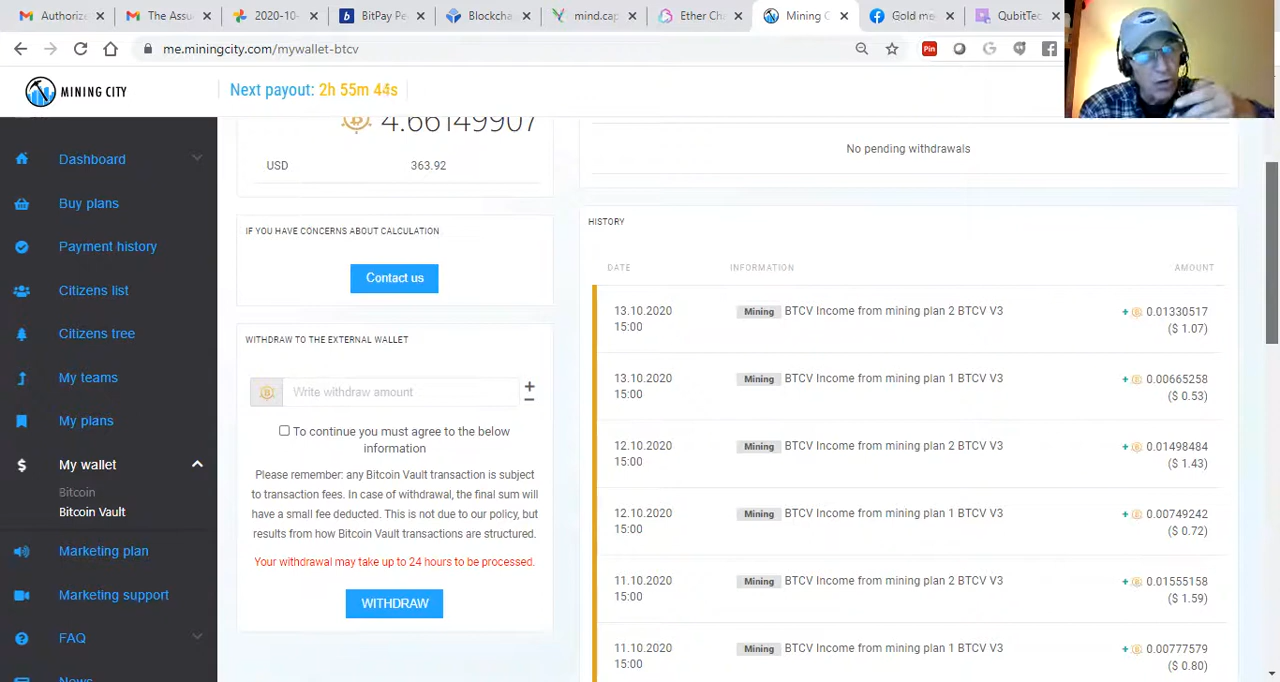 Authorize
The Assu
2020-10-
BitPay Pe
Blockcha
mind.cap
Ether Ch
Mining C
Gold me
QubitTec
me.miningcity.com/mywallet-btcv
Pin
MINING CITY
Next payout: 2h 55m 44s
Dashboard
Buy plans
Payment history
Citizens list
Citizens tree
My teams
My plans
My wallet
Bitcoin
Bitcoin Vault
Marketing plan
Marketing support
FAQ
News
4.66149907
USD 363.92
IF YOU HAVE CONCERNS ABOUT CALCULATION
Contact us
WITHDRAW TO THE EXTERNAL WALLET
Write withdraw amount
To continue you must agree to the below
information
Please remember: any Bitcoin Vault transaction is subject
to transaction fees. In case of withdrawal, the final sum will
have a small fee deducted. This is not due to our policy, but
results from how Bitcoin Vault transactions are structured.
Your withdrawal may take up to 24 hours to be processed.
WITHDRAW
No pending withdrawals
HISTORY
DATE INFORMATION AMOUNT
13.10.2020 Mining BTCV Income from mining plan 2 BTCV V3 + 0.01330517
15:00 ($ 1.07)
13.10.2020 Mining BTCV Income from mining plan 1 BTCV V3 + 0.00665258
15:00 ($ 0.53)
12.10.2020 Mining BTCV Income from mining plan 2 BTCV V3 + 0.01498484
15:00 ($ 1.43)
12.10.2020 Mining BTCV Income from mining plan 1 BTCV V3 + 0.00749242
15:00 ($ 0.72)
11.10.2020 Mining BTCV Income from mining plan 2 BTCV V3 + 0.01555158
15:00 ($ 1.59)
11.10.2020 Mining BTCV Income from mining plan 1 BTCV V3 + 0.00777579
15:00 ($ 0.80)